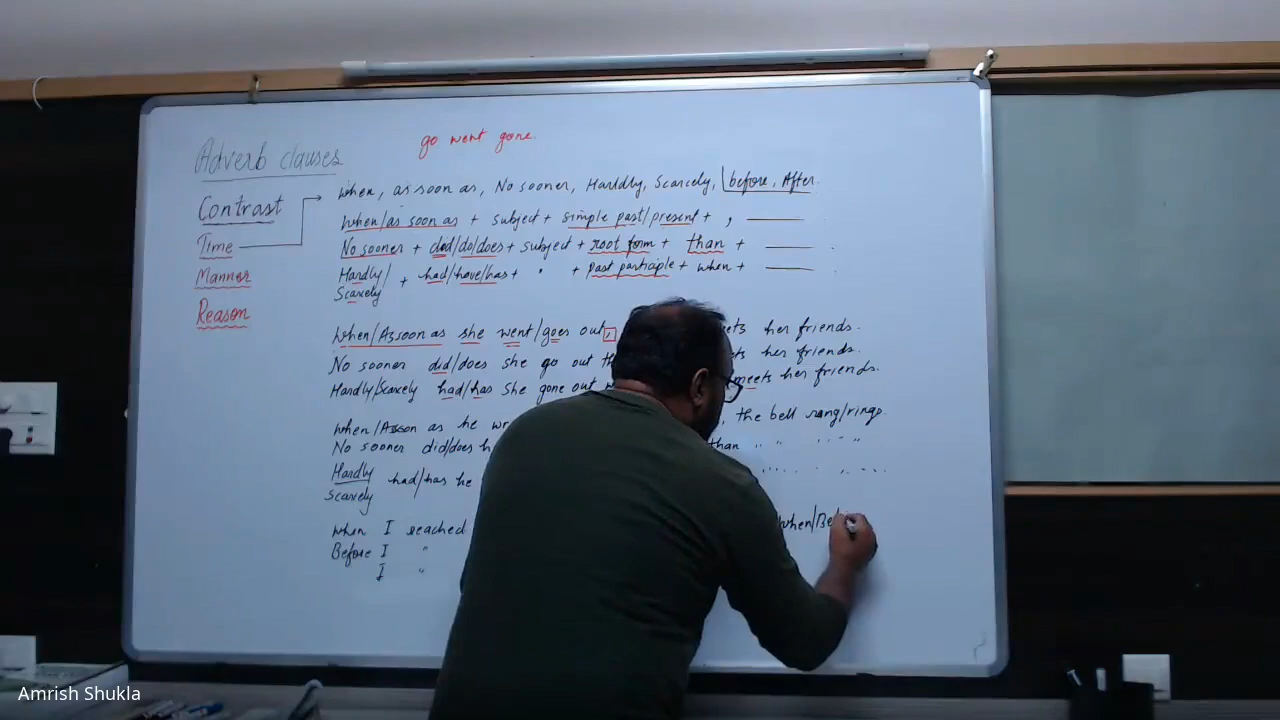 go went gone.
Adverb clauses
Contrast
Time
Manner
Reason
When, as soon as, No sooner, Harldly, Scarcely, before, After.
When/as soon as + subject + simple past/present + , ———
No sooner + did/do/does + subject + root form + than + ———
Hardly/ + had/have/has + " + Past participle + when + ———
Scarcely
When/As soon as she went/goes out, her friends.
No sooner did/does she go out her friends.
Hardly/Scarcely had/has She gone out meets her friends.
When/As soon as he , the bell rang/rings.
No sooner did/does than " " " " "
Hardly had/has he
Scarcely
When I reached When/Be
Before I "
I "
Amrish Shukla